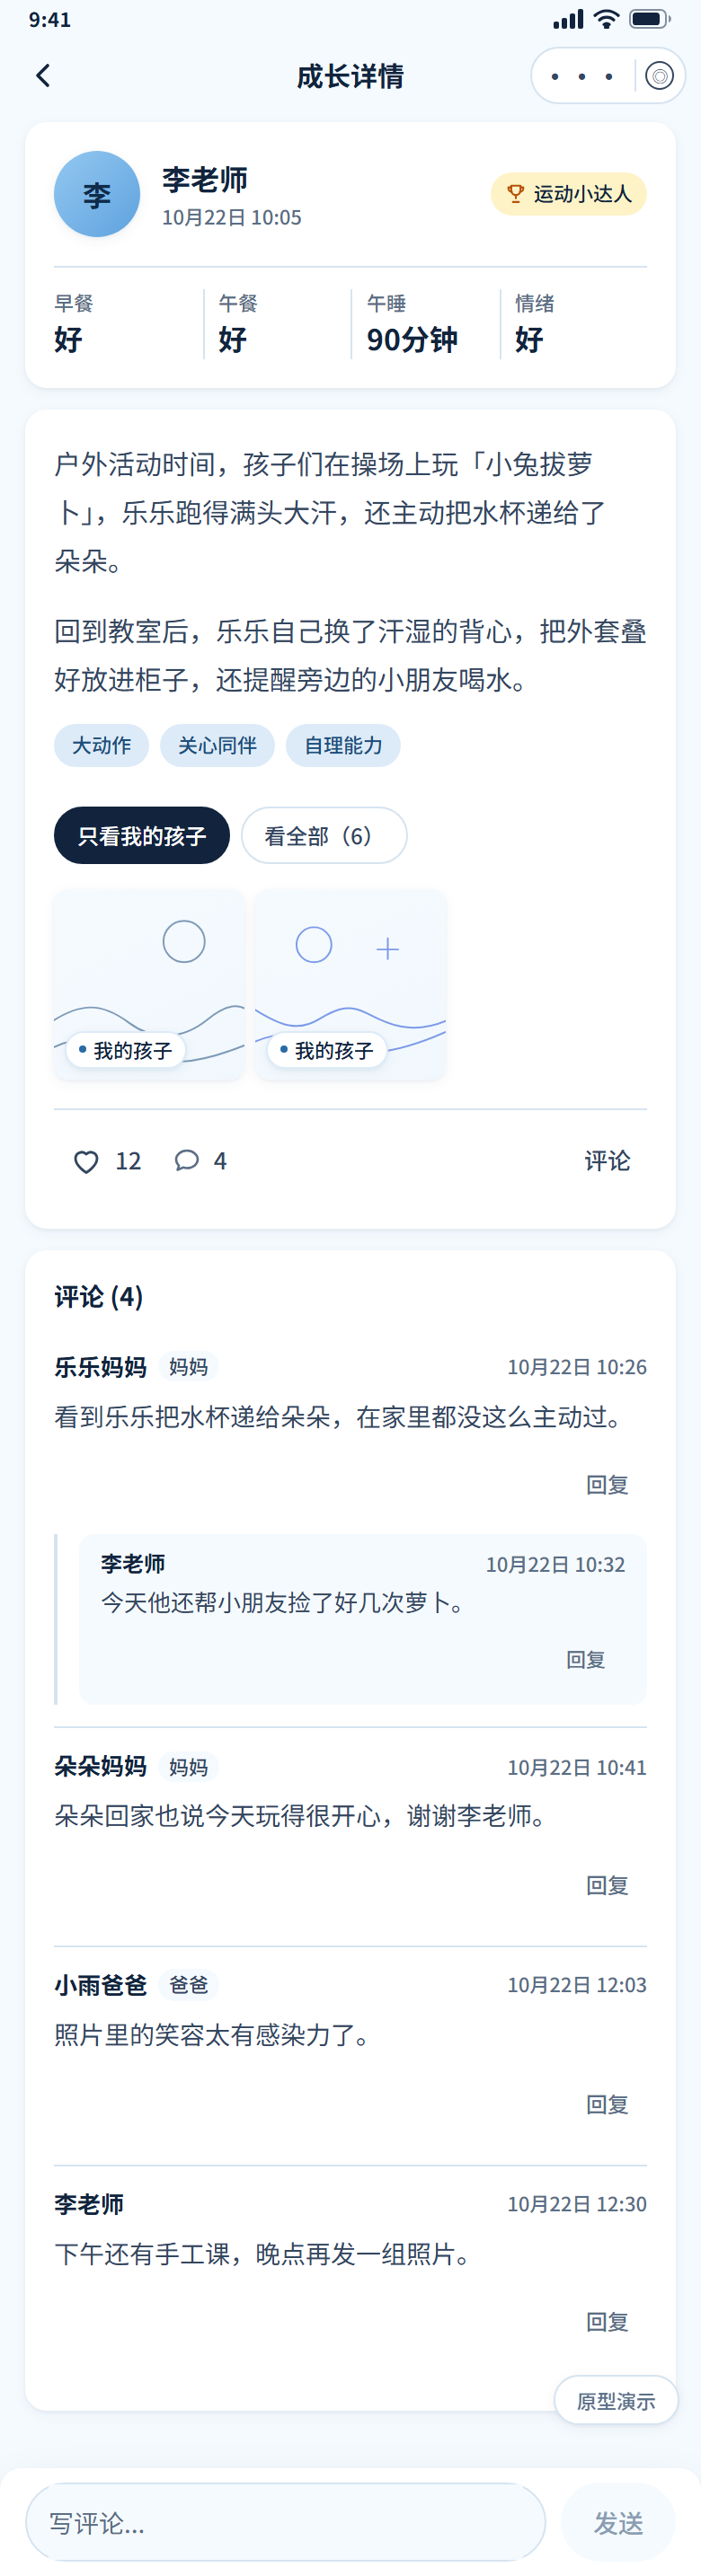 9:41
成长详情
李
李老师
10月22日 10:05
运动小达人
早餐
好
午餐
好
午睡
90分钟
情绪
好
户外活动时间，孩子们在操场上玩「小兔拔萝
卜」，乐乐跑得满头大汗，还主动把水杯递给了
朵朵。
回到教室后，乐乐自己换了汗湿的背心，把外套叠
好放进柜子，还提醒旁边的小朋友喝水。
大动作
关心同伴
自理能力
只看我的孩子
看全部（6）
我的孩子
我的孩子
12
4
评论
评论 (4)
乐乐妈妈 妈妈 10月22日 10:26
看到乐乐把水杯递给朵朵，在家里都没这么主动过。
回复
李老师 10月22日 10:32
今天他还帮小朋友捡了好几次萝卜。
回复
朵朵妈妈 妈妈 10月22日 10:41
朵朵回家也说今天玩得很开心，谢谢李老师。
回复
小雨爸爸 爸爸 10月22日 12:03
照片里的笑容太有感染力了。
回复
李老师 10月22日 12:30
下午还有手工课，晚点再发一组照片。
回复
原型演示
写评论...
发送